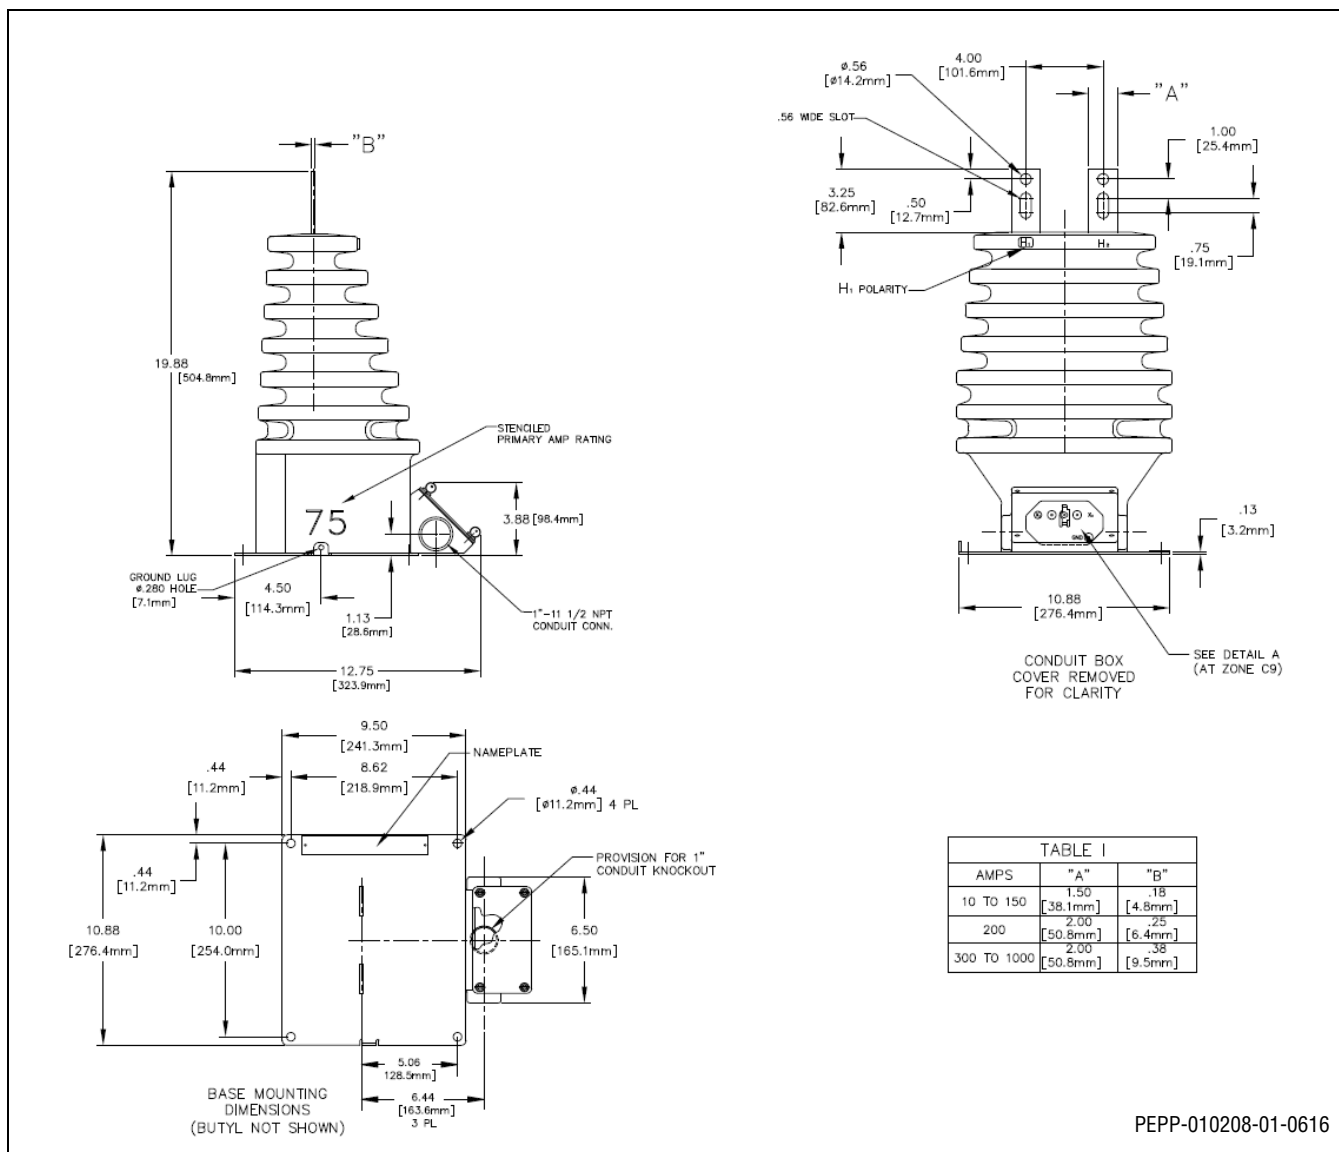 "B"
19.88
[504.8mm]
STENCILED
PRIMARY AMP RATING
75
3.88 [98.4mm]
GROUND LUG
ø.280 HOLE
[7.1mm]
4.50
[114.3mm]
1.13
[28.6mm]
1"-11 1/2 NPT
CONDUIT CONN.
12.75
[323.9mm]
ø.56
[ø14.2mm]
4.00
[101.6mm]
"A"
.56 WIDE SLOT
1.00
[25.4mm]
3.25
[82.6mm]
.50
[12.7mm]
.75
[19.1mm]
H₁
H₂
H₁ POLARITY
X₁
GND
.13
[3.2mm]
10.88
[276.4mm]
SEE DETAIL A
(AT ZONE C9)
CONDUIT BOX
COVER REMOVED
FOR CLARITY
9.50
[241.3mm]
NAMEPLATE
.44
[11.2mm]
8.62
[218.9mm]
ø.44
[ø11.2mm] 4 PL
PROVISION FOR 1"
CONDUIT KNOCKOUT
.44
[11.2mm]
10.88
[276.4mm]
10.00
[254.0mm]
6.50
[165.1mm]
5.06
128.5mm]
6.44
[163.6mm]
3 PL
BASE MOUNTING
DIMENSIONS
(BUTYL NOT SHOWN)
TABLE I
AMPS "A" "B"
10 TO 150 1.50 [38.1mm] .18 [4.8mm]
200 2.00 [50.8mm] .25 [6.4mm]
300 TO 1000 2.00 [50.8mm] .38 [9.5mm]
PEPP-010208-01-0616